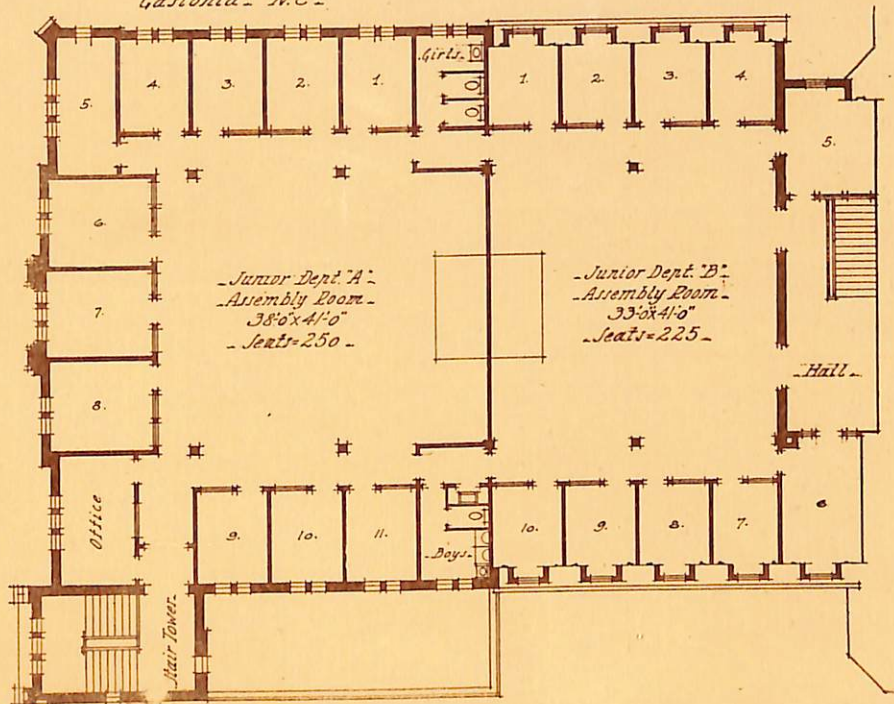 Gastonia - N.C -
Girls.
5.
4.
3.
2.
1.
1.
2.
3.
4.
5.
6.
7.
8.
- Junior Dept. "A" -
- Assembly Room -
38'-0" x 41'-0"
- Seats = 250 -
- Junior Dept. "B" -
- Assembly Room -
33'-0" x 41'-0"
- Seats = 225 -
- Hall -
Office
9.
10.
11.
- Boys -
10.
9.
8.
7.
6
Stair Tower